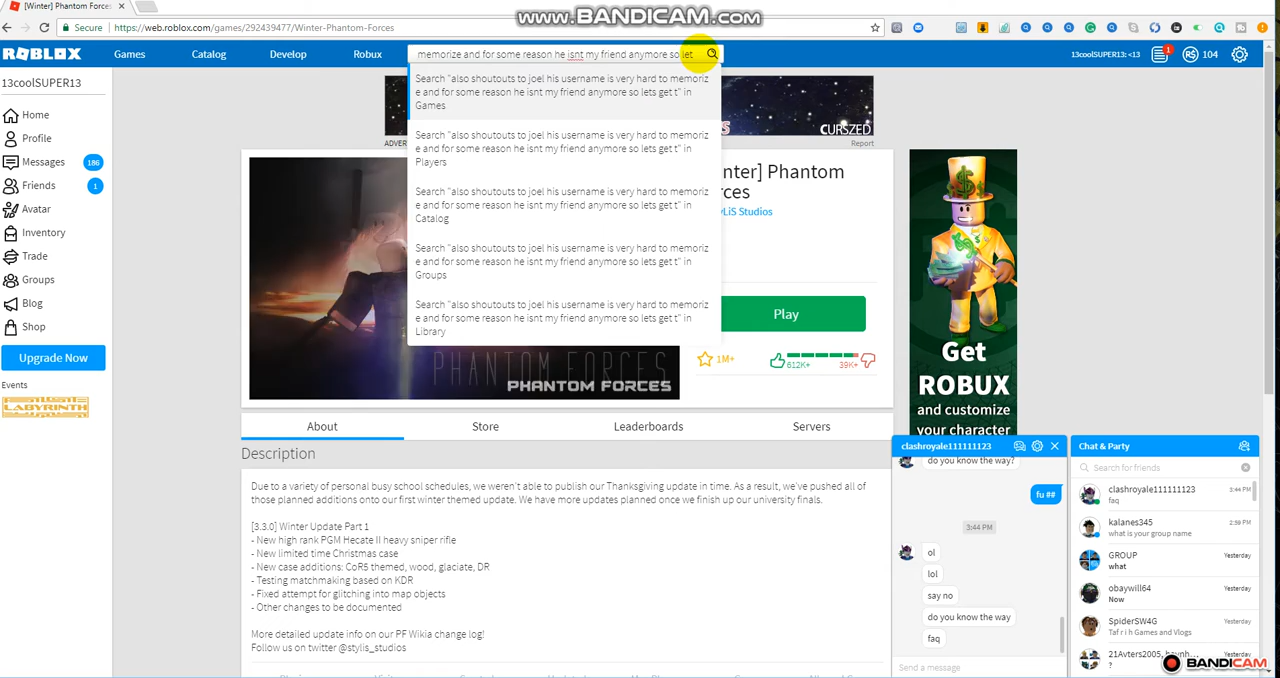 [Winter] Phantom Forces
www.BANDICAM.com
Secure
https://web.roblox.com/games/292439477/Winter-Phantom-Forces
ROBLOX
Games
Catalog
Develop
Robux
memorize and for some reason he isnt my friend anymore so let
13coolSUPER13: <13
1
104
13coolSUPER13
Home
Profile
Messages
186
Friends
1
Avatar
Inventory
Trade
Groups
Blog
Shop
Upgrade Now
Events
LABYRINTH
Search "also shoutouts to joel his username is very hard to memoriz
e and for some reason he isnt my friend anymore so lets get t" in
Games
Search "also shoutouts to joel his username is very hard to memoriz
e and for some reason he isnt my friend anymore so lets get t" in
Players
Search "also shoutouts to joel his username is very hard to memoriz
e and for some reason he isnt my friend anymore so lets get t" in
Catalog
Search "also shoutouts to joel his username is very hard to memoriz
e and for some reason he isnt my friend anymore so lets get t" in
Groups
Search "also shoutouts to joel his username is very hard to memoriz
e and for some reason he isnt my friend anymore so lets get t" in
Library
CURSZED
ADVER
Report
nter] Phantom
rces
yLiS Studios
Play
1M+
612K+
39K+
PHANTOM FORCES
PHANTOM FORCES
Get
ROBUX
and customize
your character
About
Store
Leaderboards
Servers
Description
Due to a variety of personal busy school schedules, we weren't able to publish our Thanksgiving update in time. As a result, we've pushed all of
those planned additions onto our first winter themed update. We have more updates planned once we finish up our university finals.
[3.3.0] Winter Update Part 1
- New high rank PGM Hecate II heavy sniper rifle
- New limited time Christmas case
- New case additions: CoR5 themed, wood, glaciate, DR
- Testing matchmaking based on KDR
- Fixed attempt for glitching into map objects
- Other changes to be documented
More detailed update info on our PF Wikia change log!
Follow us on twitter @stylis_studios
clashroyale111111123
do you know the way?
fu ##
3:44 PM
ol
lol
say no
do you know the way
faq
Send a message
Chat & Party
Search for friends
clashroyale111111123
3:44 PM
faq
kalanes345
2:59 PM
what is your group name
GROUP
Yesterday
what
obaywill64
Yesterday
Now
SpiderSW4G
Yesterday
Taf r i h Games and Vlogs
Yesterday
?
BANDICAM